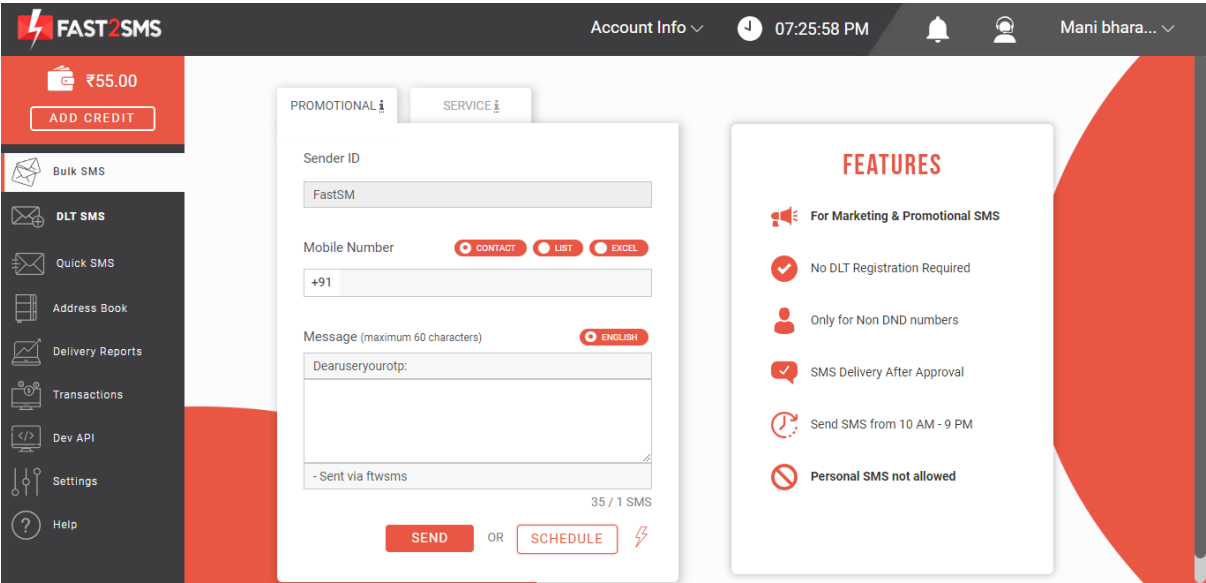 FAST2SMS
Account Info
07:25:58 PM
Mani bhara...
₹55.00
ADD CREDIT
Bulk SMS
DLT SMS
Quick SMS
Address Book
Delivery Reports
Transactions
Dev API
Settings
Help
PROMOTIONAL i
SERVICE i
Sender ID
FastSM
Mobile Number
CONTACT
LIST
EXCEL
+91
Message (maximum 60 characters)
ENGLISH
Dearuseryourotp:
- Sent via ftwsms
35 / 1 SMS
SEND
OR
SCHEDULE
FEATURES
For Marketing & Promotional SMS
No DLT Registration Required
Only for Non DND numbers
SMS Delivery After Approval
Send SMS from 10 AM - 9 PM
Personal SMS not allowed